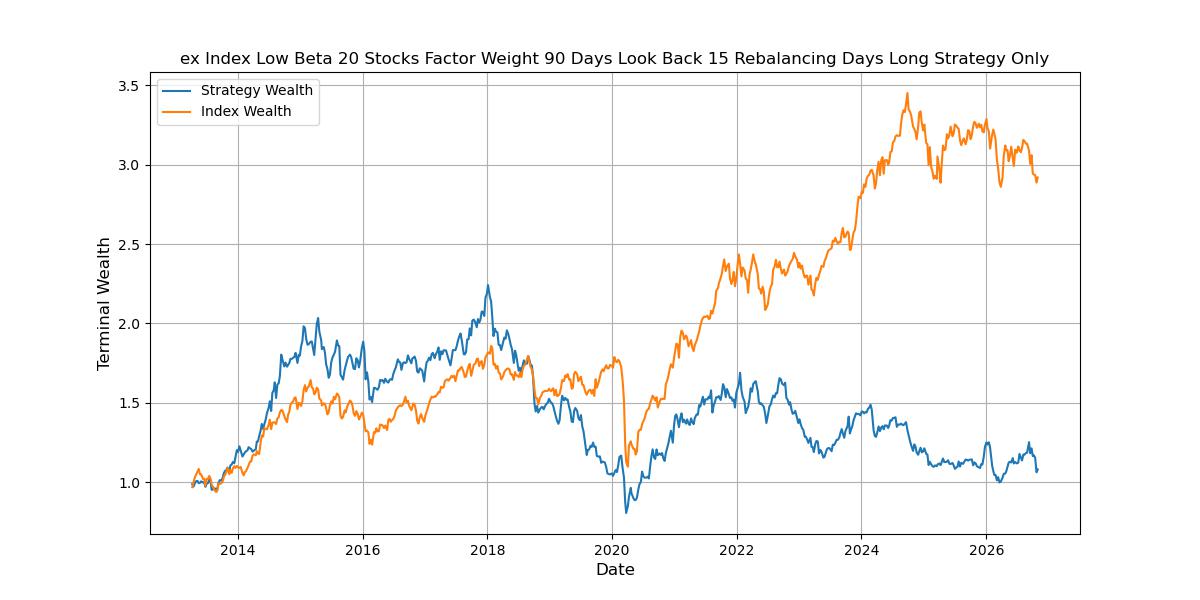 ex Index Low Beta 20 Stocks Factor Weight 90 Days Look Back 15 Rebalancing Days Long Strategy Only
Strategy Wealth
Index Wealth
Terminal Wealth
3.5
3.0
2.5
2.0
1.5
1.0
2014 2016 2018 2020 2022 2024 2026
Date